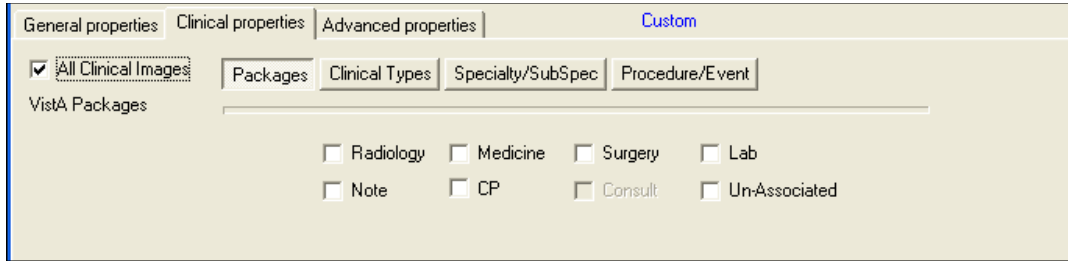 General properties Clinical properties Advanced properties Custom
All Clinical Images Packages Clinical Types Specialty/SubSpec Procedure/Event
VistA Packages
Radiology Medicine Surgery Lab
Note CP Consult Un-Associated